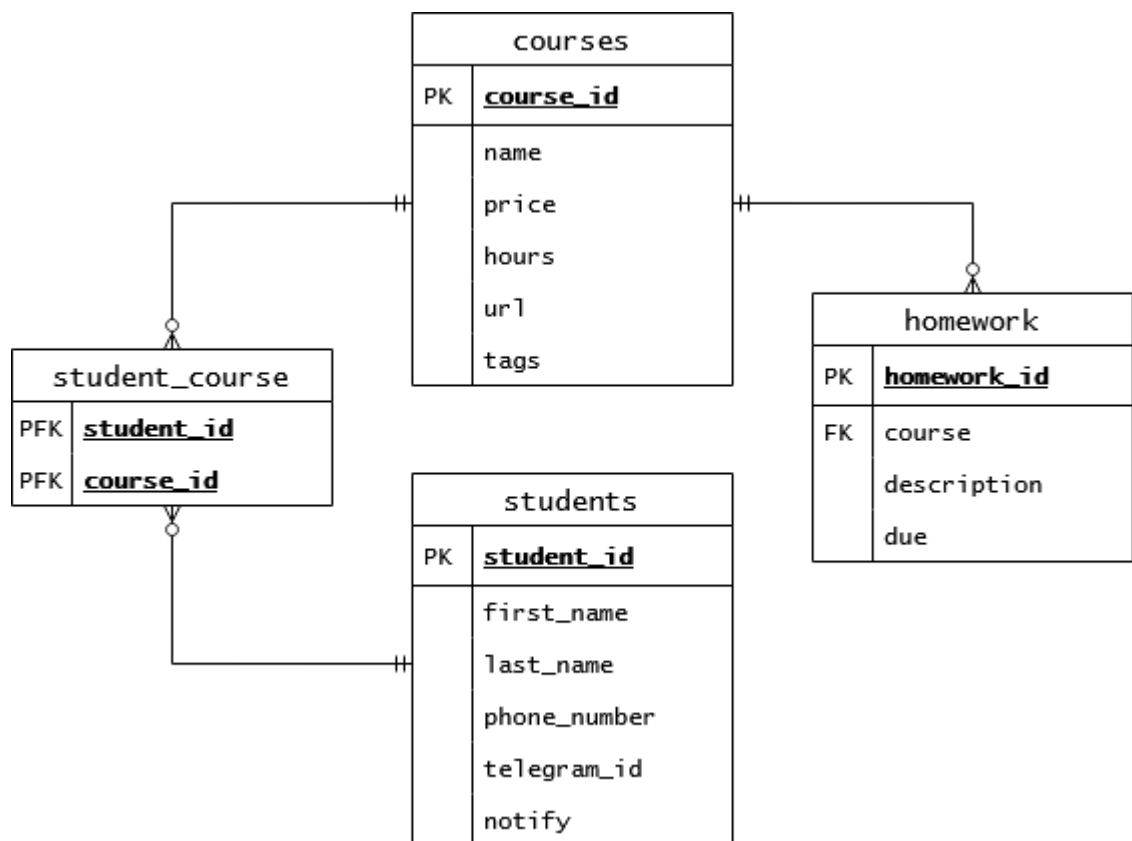 courses
PK course_id
name
price
hours
url
tags
student_course
PFK student_id
PFK course_id
students
PK student_id
first_name
last_name
phone_number
telegram_id
notify
homework
PK homework_id
FK course
description
due